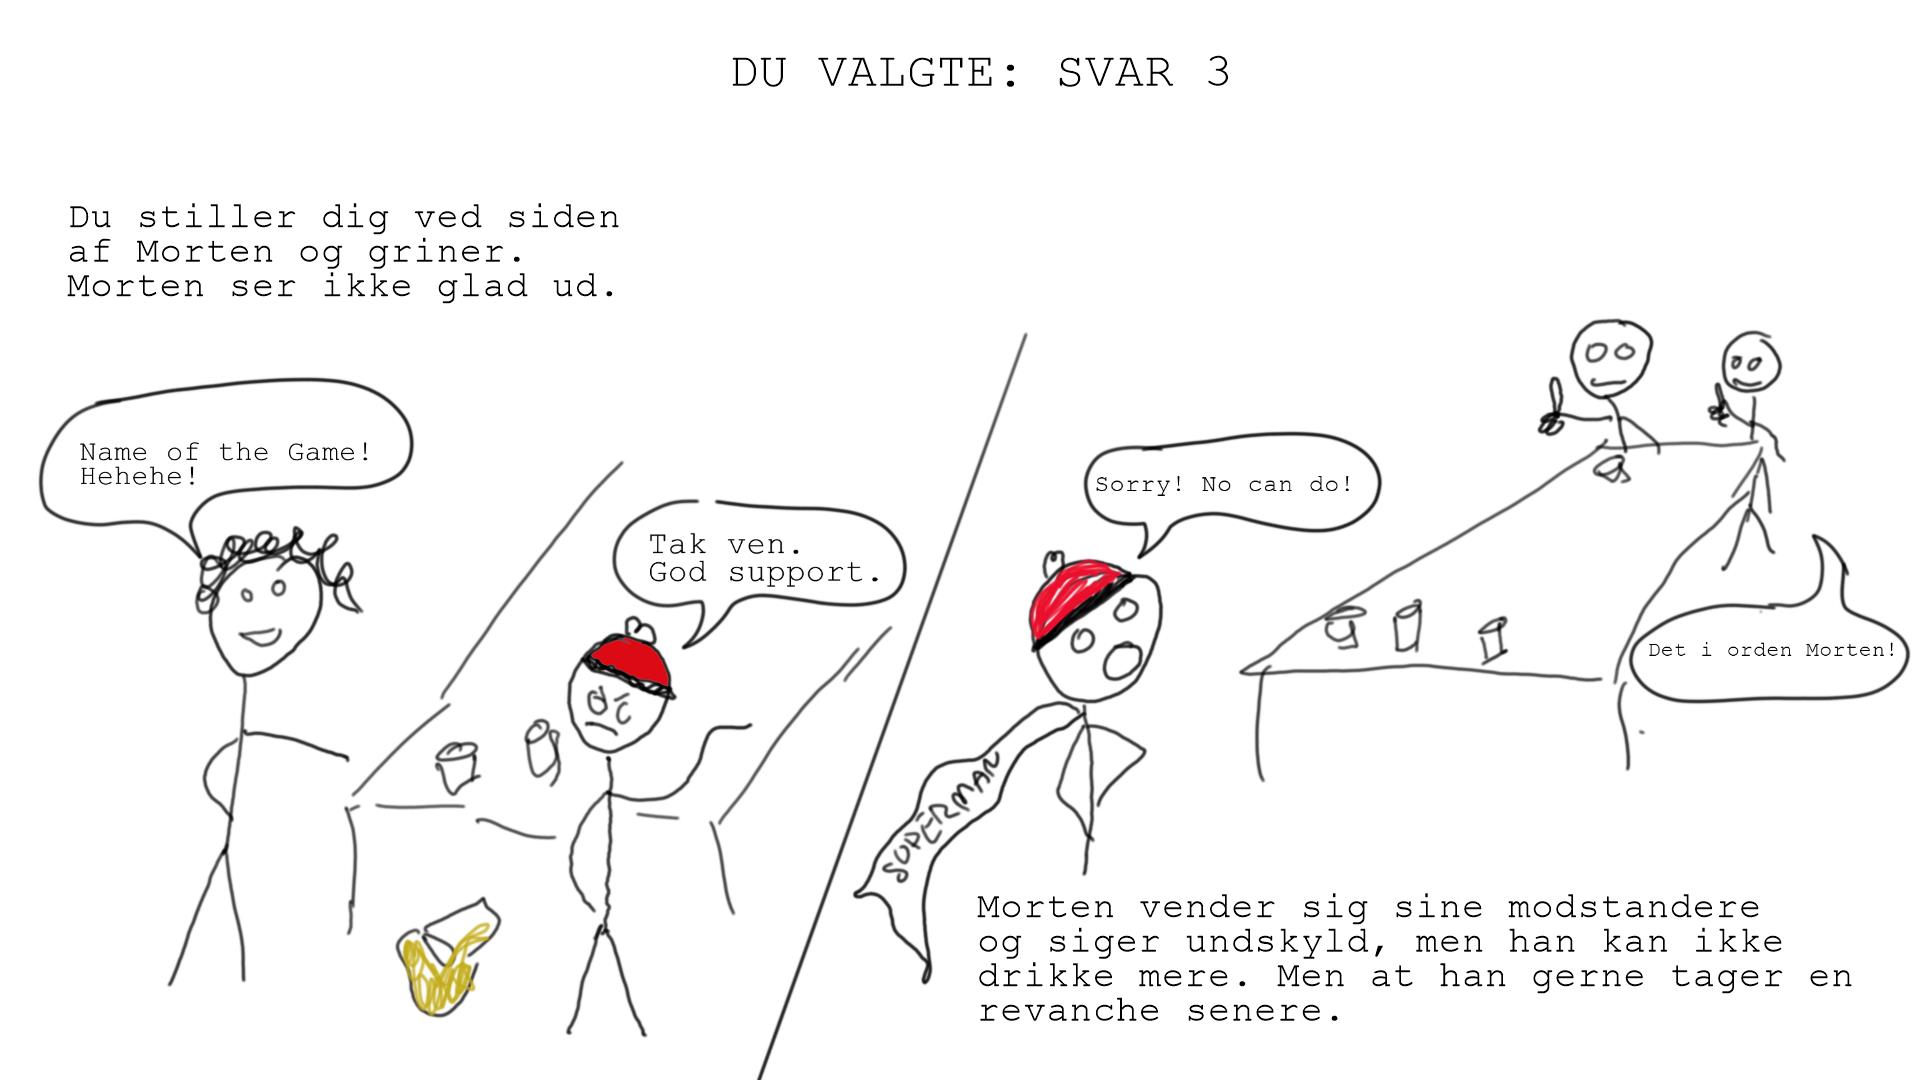 DU VALGTE: SVAR 3
Du stiller dig ved siden
af Morten og griner.
Morten ser ikke glad ud.
Name of the Game!
Hehehe!
Tak ven.
God support.
Sorry! No can do!
Det i orden Morten!
SUPERMAN
Morten vender sig sine modstandere
og siger undskyld, men han kan ikke
drikke mere. Men at han gerne tager en
revanche senere.